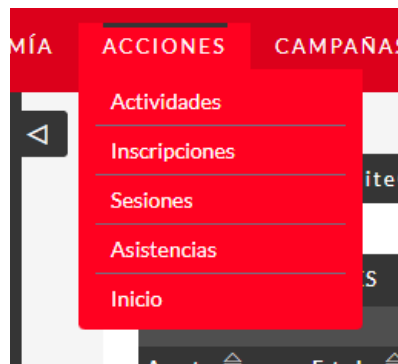 MÍA ACCIONES CAMPAÑAS
Actividades
Inscripciones
Sesiones
Asistencias
Inicio